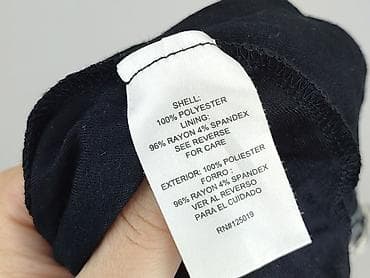 SHELL:
100% POLYESTER
LINING:
96% RAYON 4% SPANDEX
SEE REVERSE
FOR CARE
EXTERIOR: 100% POLIESTER
FORRO :
96% RAYON 4% SPANDEX
VER AL REVERSO
PARA EL CUIDADO
RN#125019